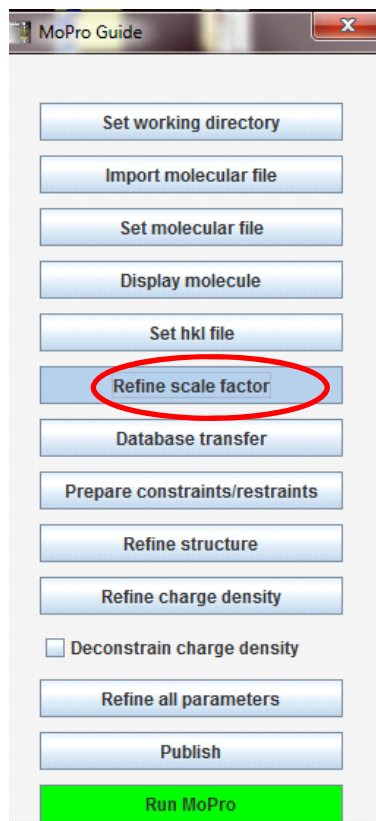 MoPro Guide
Set working directory
Import molecular file
Set molecular file
Display molecule
Set hkl file
Refine scale factor
Database transfer
Prepare constraints/restraints
Refine structure
Refine charge density
Deconstrain charge density
Refine all parameters
Publish
Run MoPro